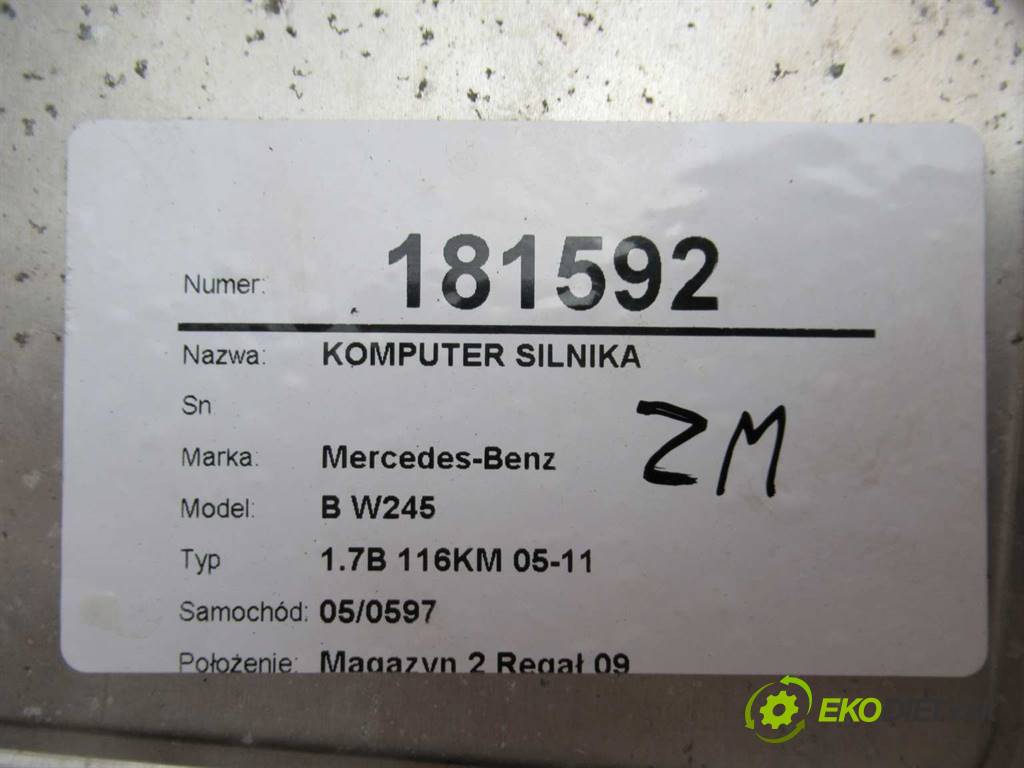 Numer: 181592
Nazwa: KOMPUTER SILNIKA
Sn
Marka: Mercedes-Benz
ZM
Model: B W245
Typ 1.7B 116KM 05-11
Samochód: 05/0597
Położenie: Magazyn 2 Regał 09